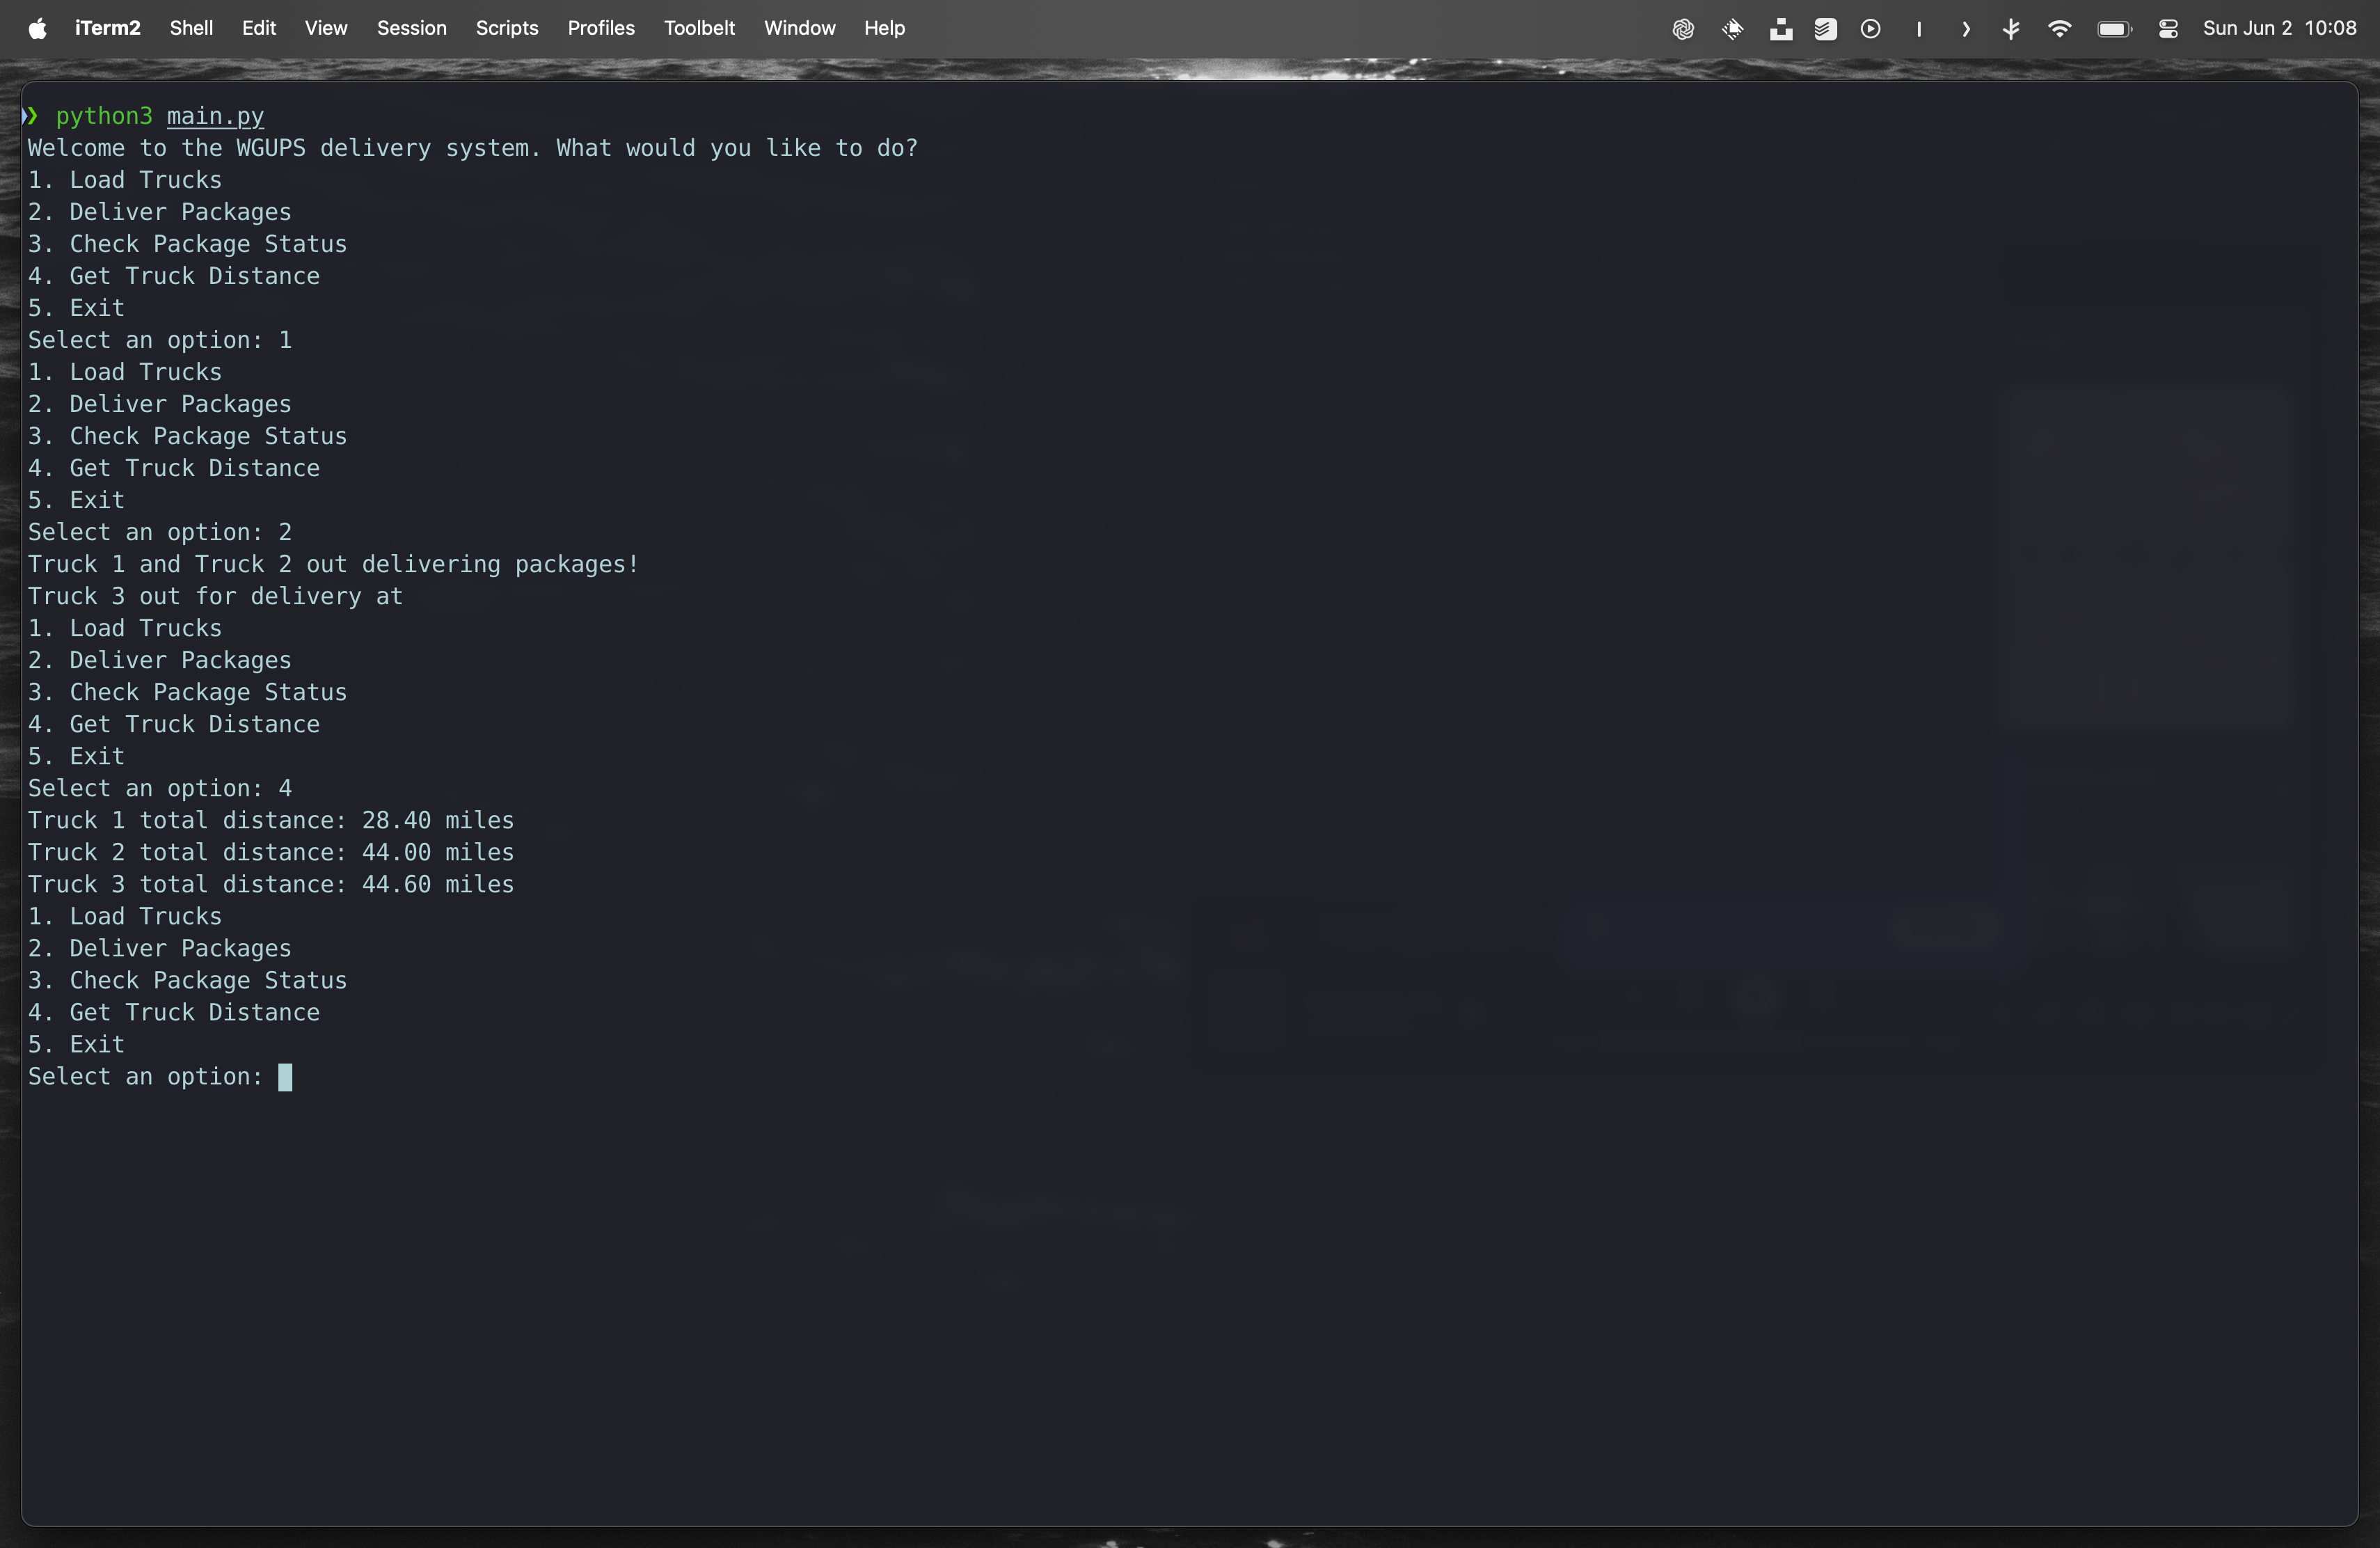 iTerm2 Shell Edit View Session Scripts Profiles Toolbelt Window Help Sun Jun 2 10:08
❯ python3 main.py
Welcome to the WGUPS delivery system. What would you like to do?
1. Load Trucks
2. Deliver Packages
3. Check Package Status
4. Get Truck Distance
5. Exit
Select an option: 1
1. Load Trucks
2. Deliver Packages
3. Check Package Status
4. Get Truck Distance
5. Exit
Select an option: 2
Truck 1 and Truck 2 out delivering packages!
Truck 3 out for delivery at
1. Load Trucks
2. Deliver Packages
3. Check Package Status
4. Get Truck Distance
5. Exit
Select an option: 4
Truck 1 total distance: 28.40 miles
Truck 2 total distance: 44.00 miles
Truck 3 total distance: 44.60 miles
1. Load Trucks
2. Deliver Packages
3. Check Package Status
4. Get Truck Distance
5. Exit
Select an option: